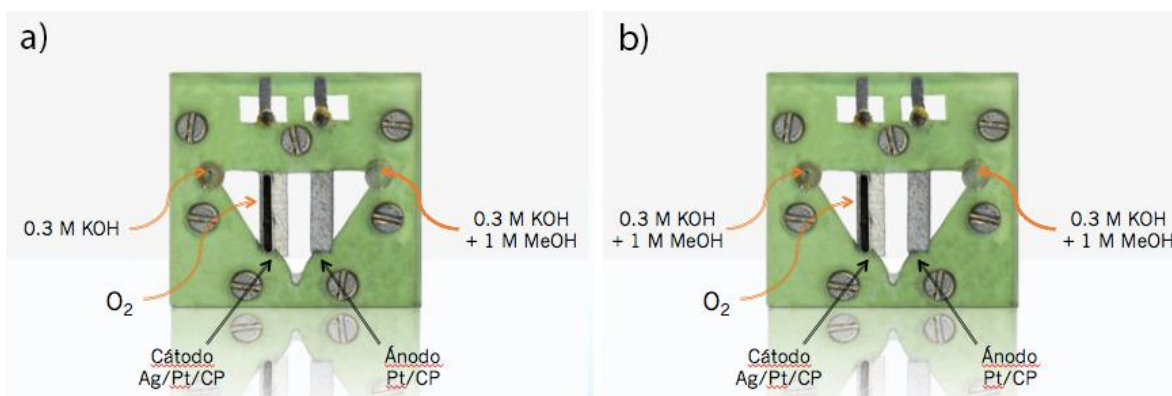 a)
0.3 M KOH
O₂
0.3 M KOH
+ 1 M MeOH
Cátodo
Ag/Pt/CP
Ánodo
Pt/CP
b)
0.3 M KOH
+ 1 M MeOH
O₂
0.3 M KOH
+ 1 M MeOH
Cátodo
Ag/Pt/CP
Ánodo
Pt/CP